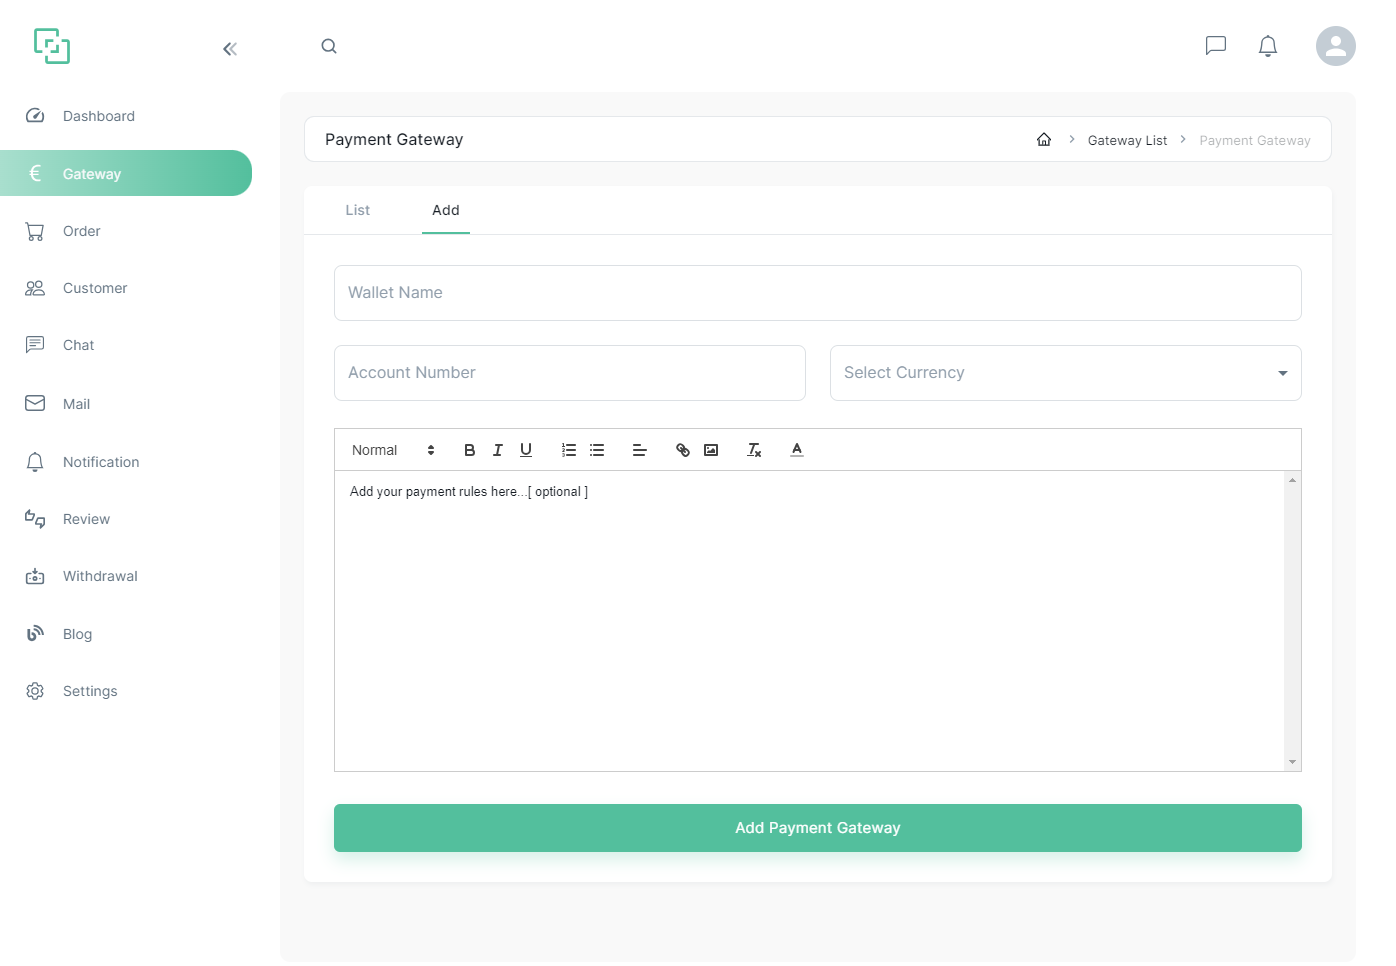 Dashboard
Gateway
Order
Customer
Chat
Mail
Notification
Review
Withdrawal
Blog
Settings
Payment Gateway
Gateway List
Payment Gateway
List
Add
Wallet Name
Account Number
Select Currency
Normal
Add your payment rules here...[ optional ]
Add Payment Gateway